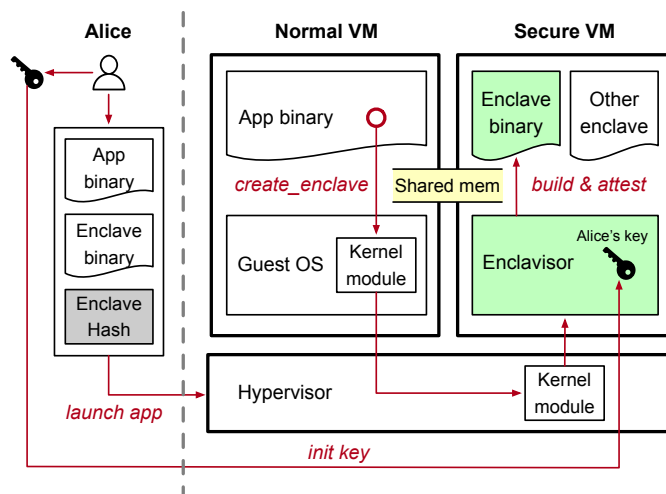 Alice
Normal VM
Secure VM
App
binary
Enclave
binary
Enclave
Hash
launch app
App binary
create_enclave
Shared mem
Guest OS
Kernel
module
Enclave
binary
Other
enclave
build & attest
Alice's key
Enclavisor
Hypervisor
Kernel
module
init key